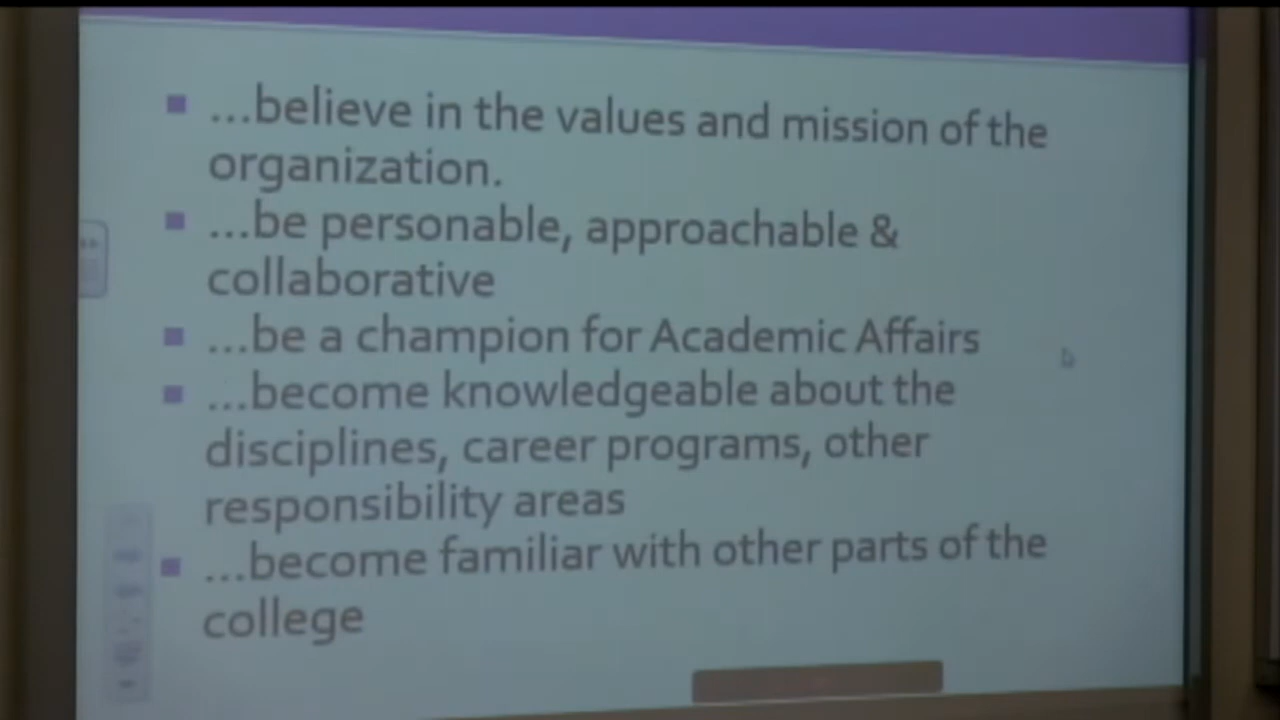 …believe in the values and mission of the
organization.
…be personable, approachable &
collaborative
…be a champion for Academic Affairs
…become knowledgeable about the
disciplines, career programs, other
responsibility areas
…become familiar with other parts of the
college